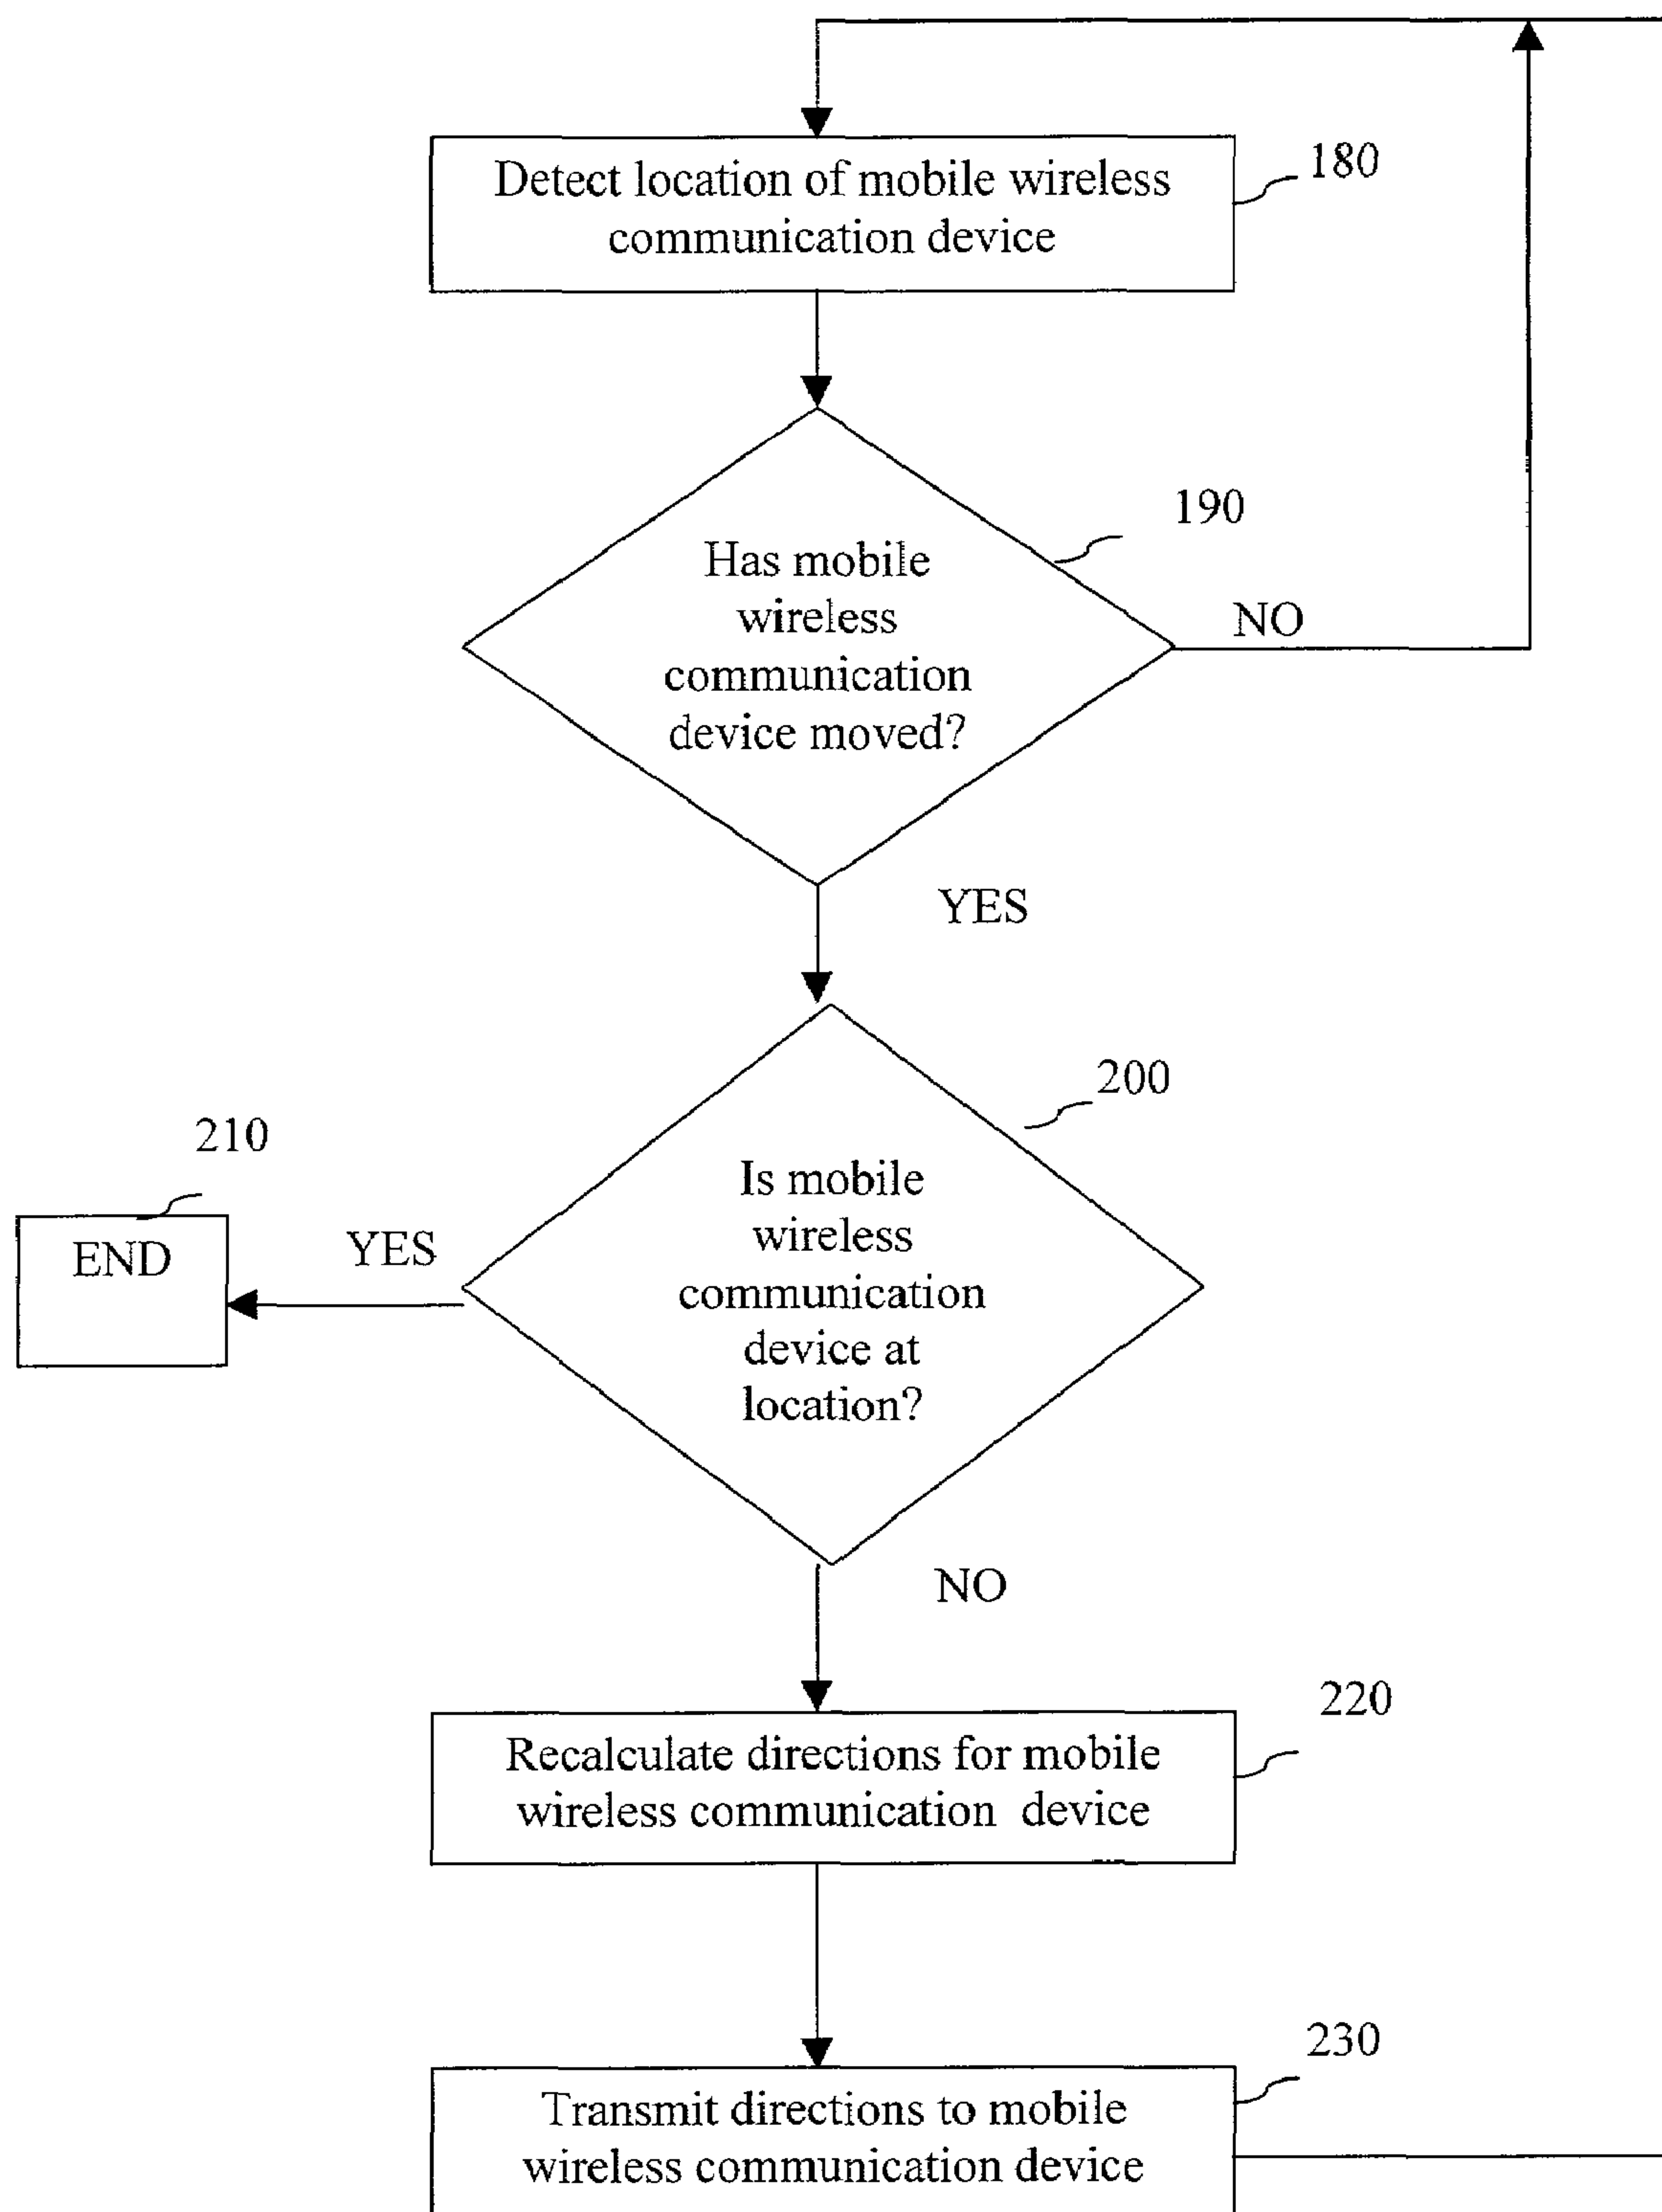 Detect location of mobile wireless
communication device
180
190
Has mobile
wireless
communication
device moved?
NO
YES
200
210
Is mobile
wireless
communication
device at
location?
END
YES
NO
220
Recalculate directions for mobile
wireless communication device
230
Transmit directions to mobile
wireless communication device